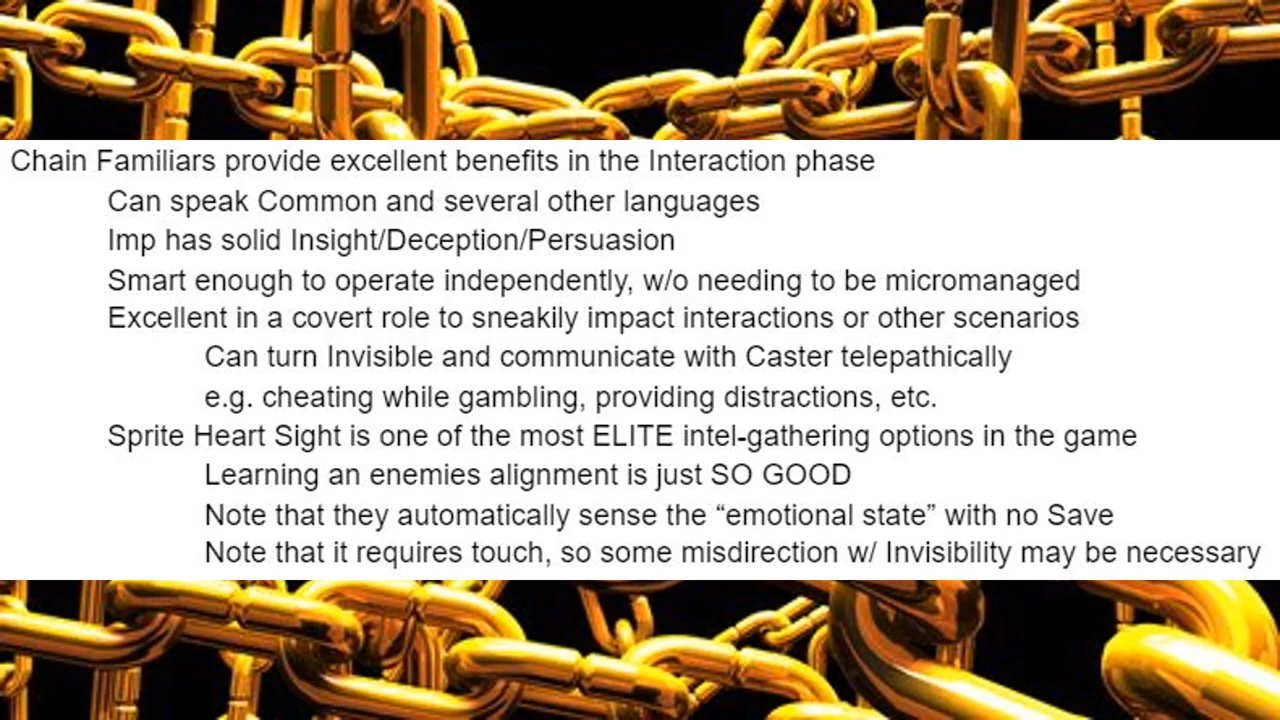 Chain Familiars provide excellent benefits in the Interaction phase
Can speak Common and several other languages
Imp has solid Insight/Deception/Persuasion
Smart enough to operate independently, w/o needing to be micromanaged
Excellent in a covert role to sneakily impact interactions or other scenarios
Can turn Invisible and communicate with Caster telepathically
e.g. cheating while gambling, providing distractions, etc.
Sprite Heart Sight is one of the most ELITE intel-gathering options in the game
Learning an enemies alignment is just SO GOOD
Note that they automatically sense the “emotional state” with no Save
Note that it requires touch, so some misdirection w/ Invisibility may be necessary